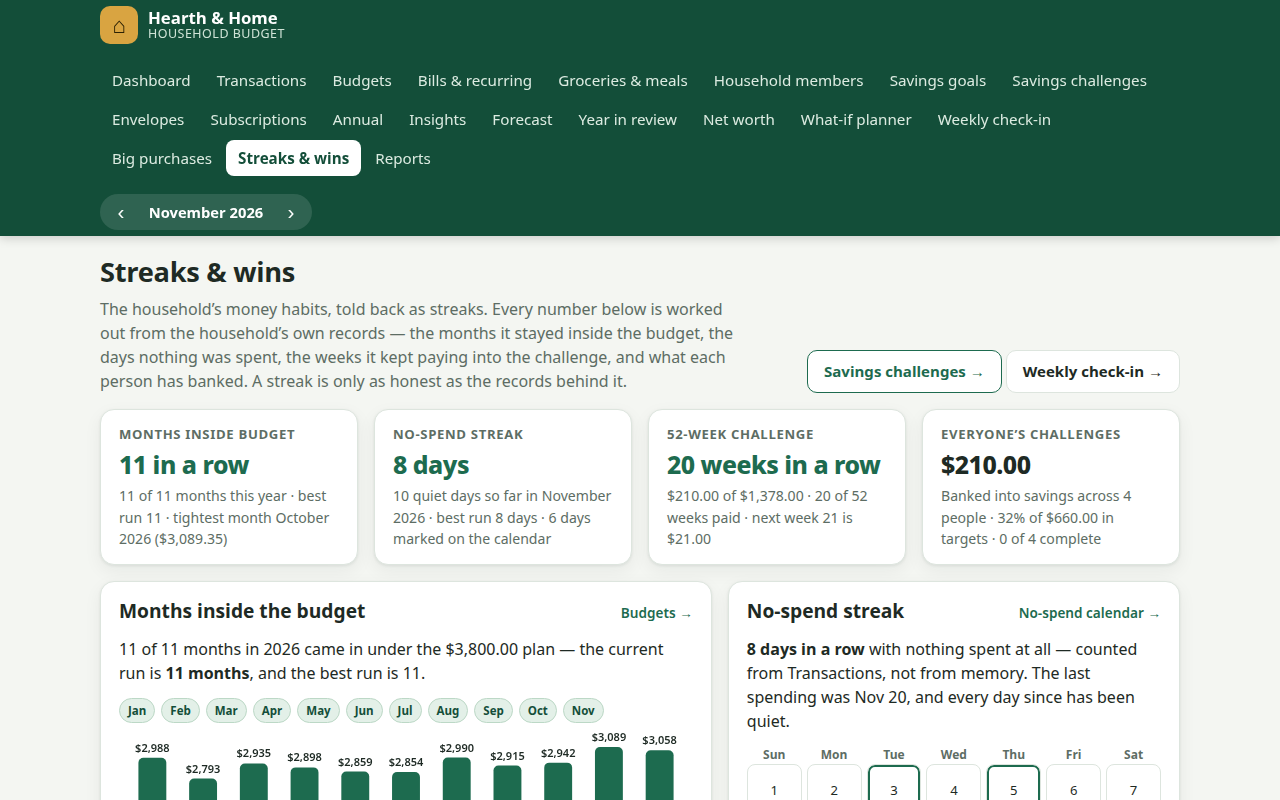 Hearth & Home
HOUSEHOLD BUDGET
Dashboard Transactions Budgets Bills & recurring Groceries & meals Household members Savings goals Savings challenges
Envelopes Subscriptions Annual Insights Forecast Year in review Net worth What-if planner Weekly check-in
Big purchases Streaks & wins Reports
‹ November 2026 ›
Streaks & wins
The household’s money habits, told back as streaks. Every number below is worked
out from the household’s own records — the months it stayed inside the budget, the
days nothing was spent, the weeks it kept paying into the challenge, and what each
person has banked. A streak is only as honest as the records behind it.
Savings challenges →
Weekly check-in →
MONTHS INSIDE BUDGET
11 in a row
11 of 11 months this year · best
run 11 · tightest month October
2026 ($3,089.35)
NO-SPEND STREAK
8 days
10 quiet days so far in November
2026 · best run 8 days · 6 days
marked on the calendar
52-WEEK CHALLENGE
20 weeks in a row
$210.00 of $1,378.00 · 20 of 52
weeks paid · next week 21 is
$21.00
EVERYONE’S CHALLENGES
$210.00
Banked into savings across 4
people · 32% of $660.00 in
targets · 0 of 4 complete
Months inside the budget
Budgets →
11 of 11 months in 2026 came in under the $3,800.00 plan — the current
run is 11 months, and the best run is 11.
Jan Feb Mar Apr May Jun Jul Aug Sep Oct Nov
$2,988 $2,793 $2,935 $2,898 $2,859 $2,854 $2,990 $2,915 $2,942 $3,089 $3,058
No-spend streak
No-spend calendar →
8 days in a row with nothing spent at all — counted
from Transactions, not from memory. The last
spending was Nov 20, and every day since has been
quiet.
Sun Mon Tue Wed Thu Fri Sat
1 2 3 4 5 6 7